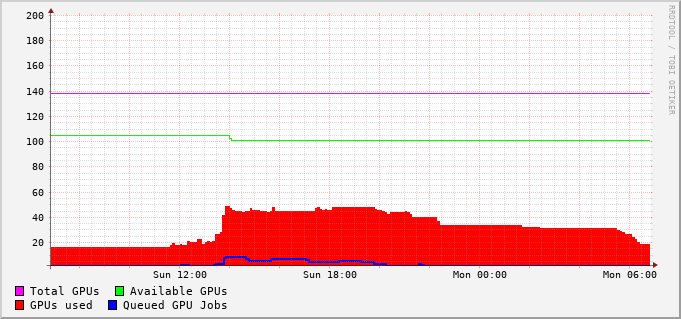 200
180
160
140
120
100
80
60
40
20
Sun 12:00 Sun 18:00 Mon 00:00 Mon 06:00
Total GPUs Available GPUs
GPUs used Queued GPU Jobs
RRDTOOL / TOBI OETIKER